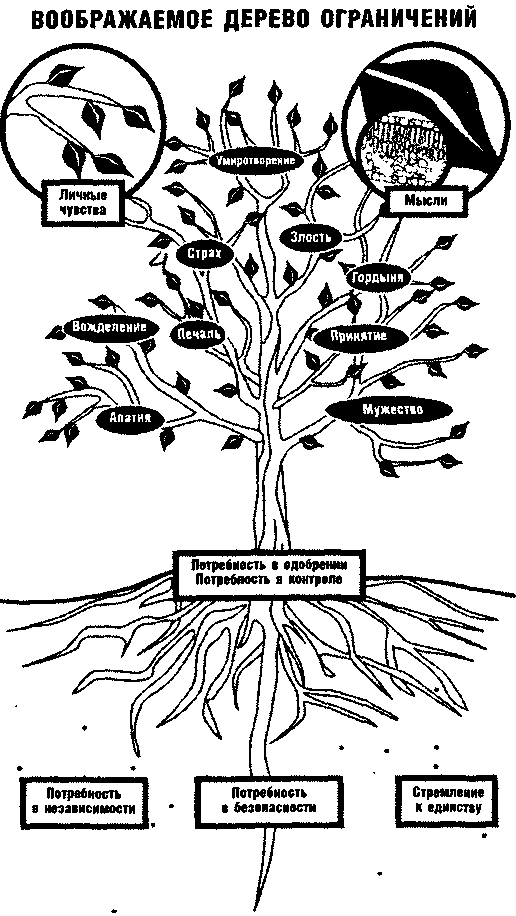 ВООБРАЖАЕМОЕ ДЕРЕВО ОГРАНИЧЕНИЙ
Умиротворение
Личные
чувства
Мысли
Злость
Страх
Гордыня
Вожделение
Печаль
Принятие
Апатия
Мужество
Потребность в одобрении
Потребность в контроле
Потребность
в независимости
Потребность
в безопасности
Стремление
к единству